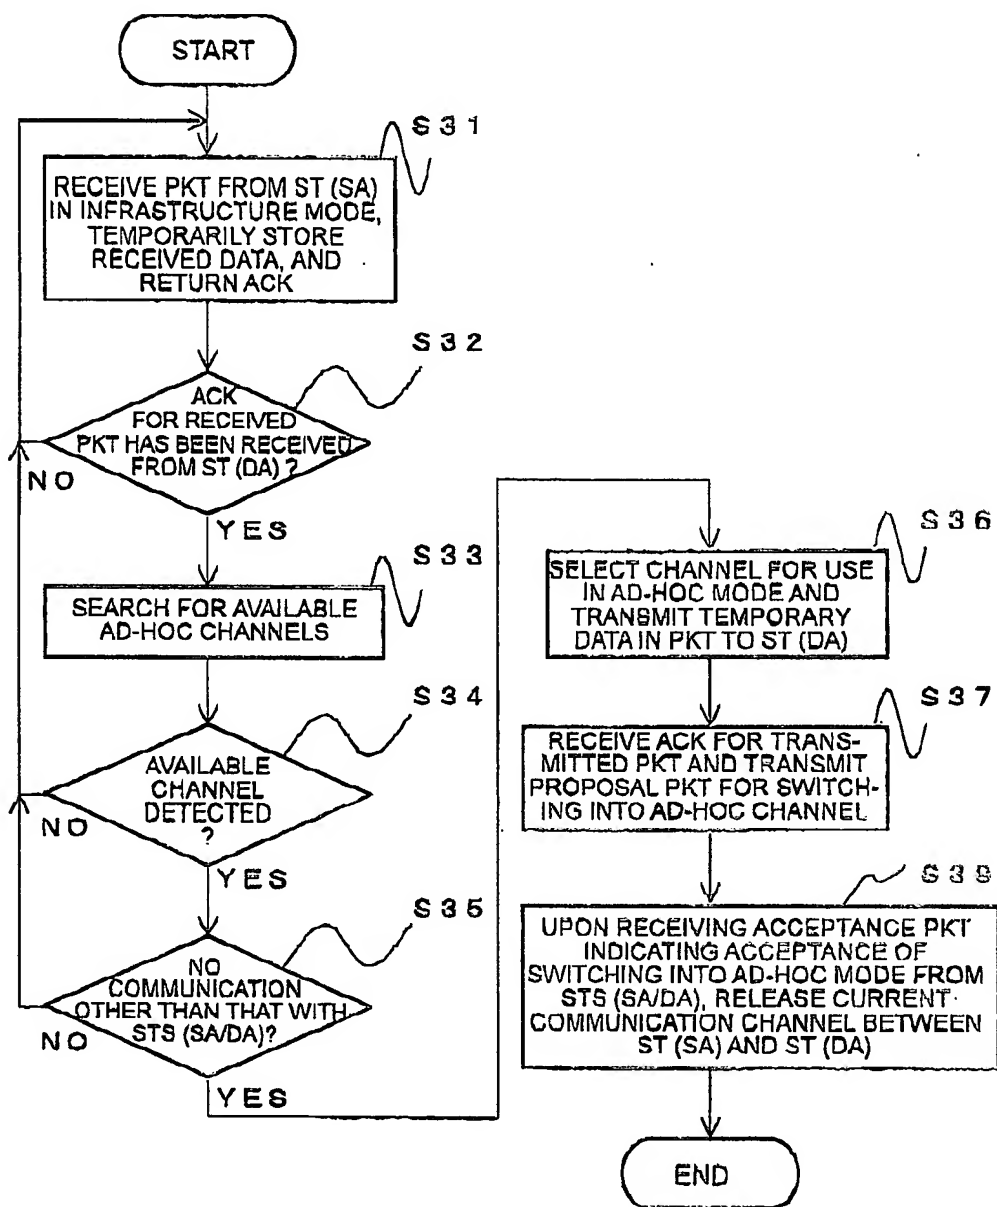 START
S31
RECEIVE PKT FROM ST (SA)
IN INFRASTRUCTURE MODE,
TEMPORARILY STORE
RECEIVED DATA, AND
RETURN ACK
S32
ACK
FOR RECEIVED
PKT HAS BEEN RECEIVED
FROM ST (DA) ?
NO
YES
S33
SEARCH FOR AVAILABLE
AD-HOC CHANNELS
S34
AVAILABLE
CHANNEL
DETECTED
?
NO
YES
S35
NO
COMMUNICATION
OTHER THAN THAT WITH
STS (SA/DA)?
NO
YES
S36
SELECT CHANNEL FOR USE
IN AD-HOC MODE AND
TRANSMIT TEMPORARY
DATA IN PKT TO ST (DA)
S37
RECEIVE ACK FOR TRANS-
MITTED PKT AND TRANSMIT
PROPOSAL PKT FOR SWITCH-
ING INTO AD-HOC CHANNEL
UPON RECEIVING ACCEPTANCE PKT
INDICATING ACCEPTANCE OF
SWITCHING INTO AD-HOC MODE FROM
STS (SA/DA), RELEASE CURRENT
COMMUNICATION CHANNEL BETWEEN
ST (SA) AND ST (DA)
END